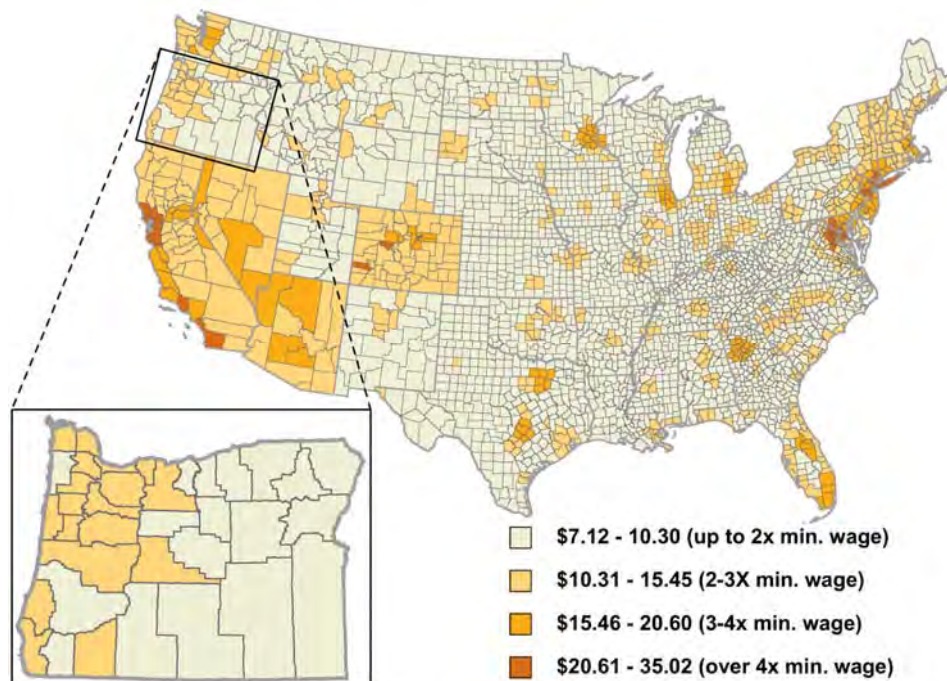 $7.12 - 10.30 (up to 2x min. wage)
$10.31 - 15.45 (2-3X min. wage)
$15.46 - 20.60 (3-4x min. wage)
$20.61 - 35.02 (over 4x min. wage)